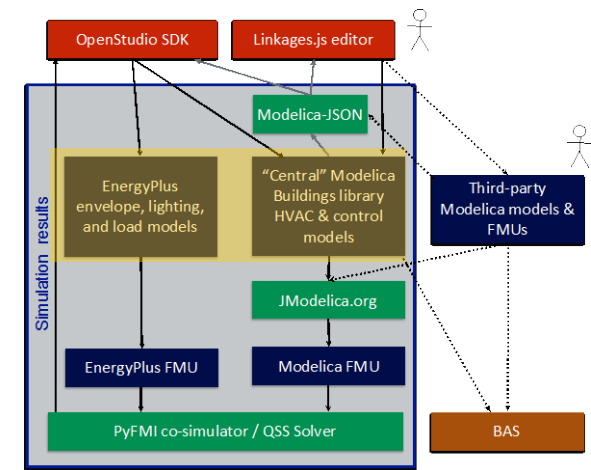 OpenStudio SDK
Linkages.js editor
Modelica-JSON
EnergyPlus
envelope, lighting,
and load models
“Central” Modelica
Buildings library
HVAC & control
models
Third-party
Modelica models &
FMUs
Simulation results
JModelica.org
EnergyPlus FMU
Modelica FMU
PyFMI co-simulator / QSS Solver
BAS